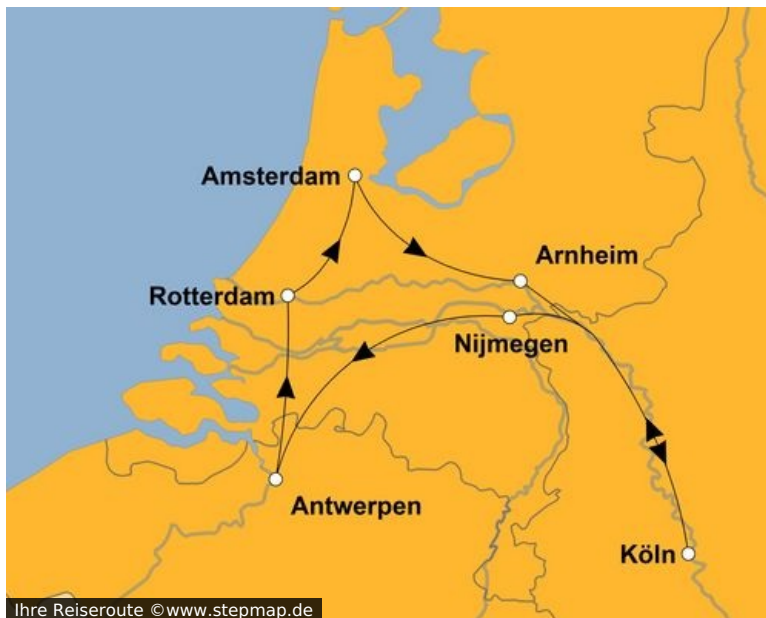 Amsterdam
Arnheim
Rotterdam
Nijmegen
Antwerpen
Köln
Ihre Reiseroute ©www.stepmap.de